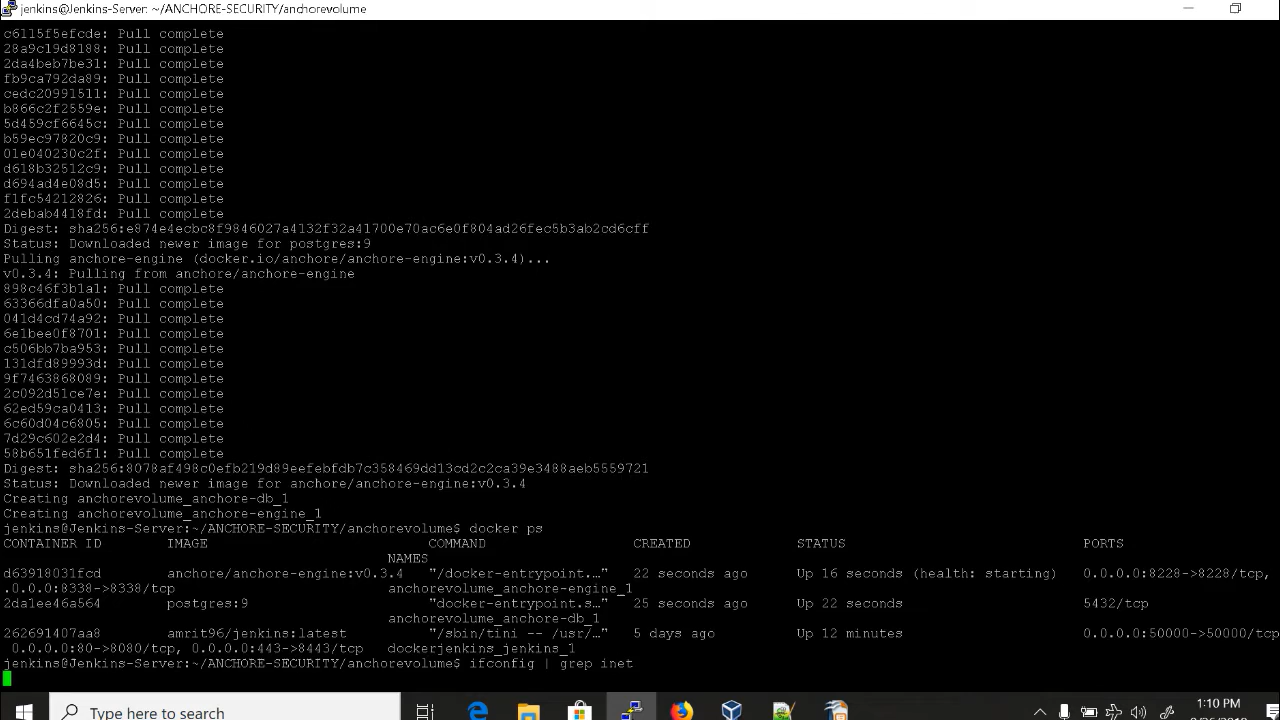 jenkins@Jenkins-Server: ~/ANCHORE-SECURITY/anchorevolume
c6115f5efcde: Pull complete
28a9c19d8188: Pull complete
2da4beb7be31: Pull complete
fb9ca792da89: Pull complete
cedc20991511: Pull complete
b866c2f2559e: Pull complete
5d459cf6645c: Pull complete
b59ec97820c9: Pull complete
01e040230c2f: Pull complete
d618b32512c9: Pull complete
d694ad4e08d5: Pull complete
f1fc54212826: Pull complete
2debab4418fd: Pull complete
Digest: sha256:e874e4ecbc8f9846027a4132f32a41700e70ac6e0f804ad26fec5b3ab2cd6cff
Status: Downloaded newer image for postgres:9
Pulling anchore-engine (docker.io/anchore/anchore-engine:v0.3.4)...
v0.3.4: Pulling from anchore/anchore-engine
898c46f3b1a1: Pull complete
63366dfa0a50: Pull complete
041d4cd74a92: Pull complete
6e1bee0f8701: Pull complete
c506bb7ba953: Pull complete
131dfd89993d: Pull complete
9f7463868089: Pull complete
2c092d51ce7e: Pull complete
62ed59ca0413: Pull complete
6c60d04c6805: Pull complete
7d29c602e2d4: Pull complete
58b651fed6f1: Pull complete
Digest: sha256:8078af498c0efb219d89eefebfdb7c358469dd13cd2c2ca39e3488aeb5559721
Status: Downloaded newer image for anchore/anchore-engine:v0.3.4
Creating anchorevolume_anchore-db_1
Creating anchorevolume_anchore-engine_1
jenkins@Jenkins-Server:~/ANCHORE-SECURITY/anchorevolume$ docker ps
CONTAINER ID IMAGE COMMAND CREATED STATUS PORTS
NAMES
d63918031fcd anchore/anchore-engine:v0.3.4 "/docker-entrypoint.…" 22 seconds ago Up 16 seconds (health: starting) 0.0.0.0:8228->8228/tcp,
.0.0.0:8338->8338/tcp anchorevolume_anchore-engine_1
2da1ee46a564 postgres:9 "docker-entrypoint.s…" 25 seconds ago Up 22 seconds 5432/tcp
anchorevolume_anchore-db_1
262691407aa8 amrit96/jenkins:latest "/sbin/tini -- /usr/…" 5 days ago Up 12 minutes 0.0.0.0:50000->50000/tcp
0.0.0.0:80->8080/tcp, 0.0.0.0:443->8443/tcp dockerjenkins_jenkins_1
jenkins@Jenkins-Server:~/ANCHORE-SECURITY/anchorevolume$ ifconfig | grep inet
Type here to search
1:10 PM